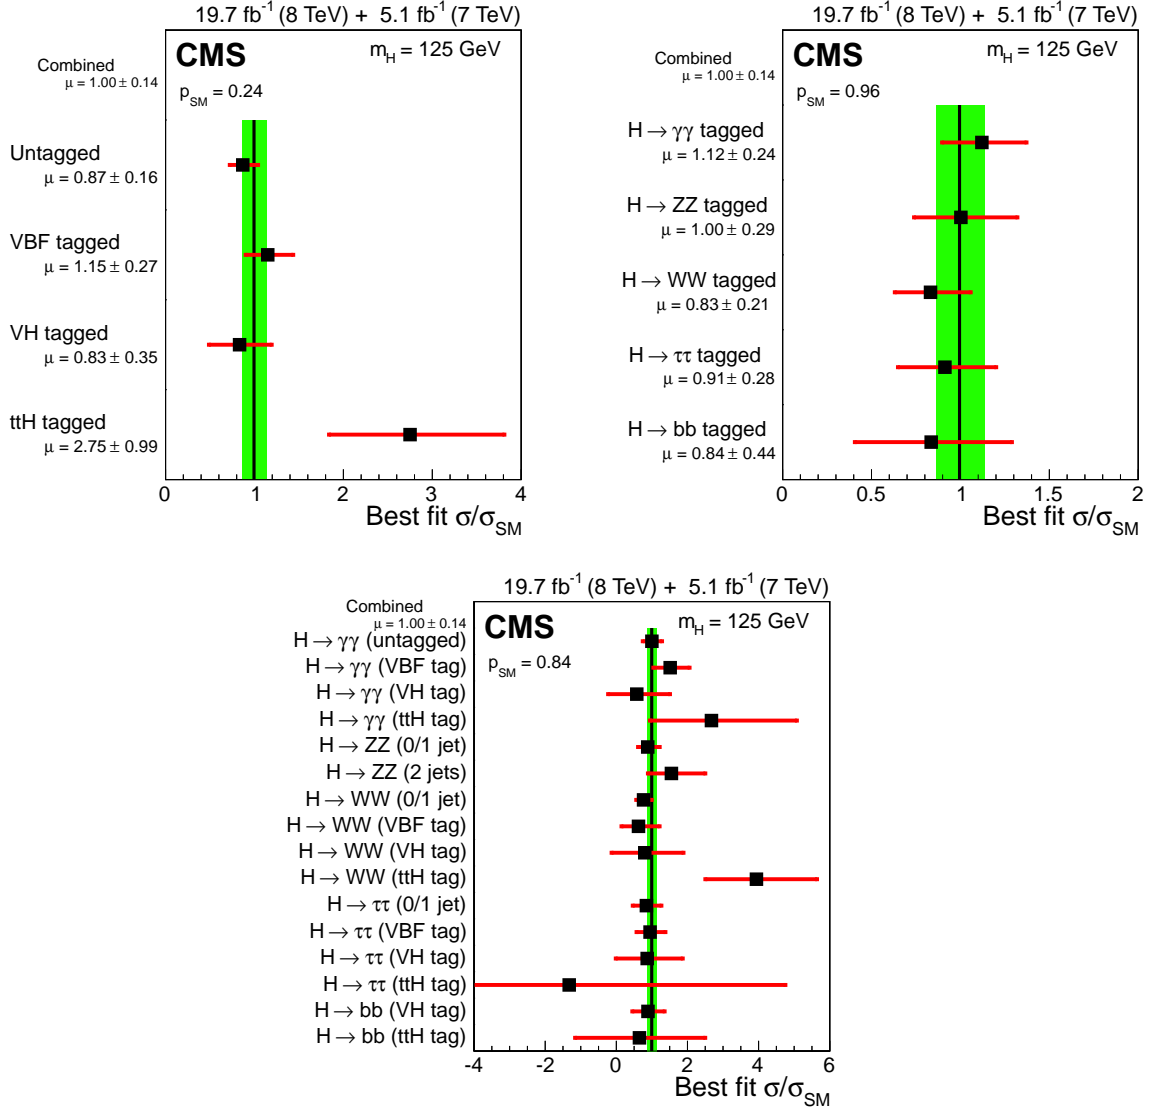 19.7 fb⁻¹ (8 TeV) + 5.1 fb⁻¹ (7 TeV)
CMS
m_H = 125 GeV
p_SM = 0.24
Combined
μ = 1.00 ± 0.14
Untagged
μ = 0.87 ± 0.16
VBF tagged
μ = 1.15 ± 0.27
VH tagged
μ = 0.83 ± 0.35
ttH tagged
μ = 2.75 ± 0.99
0 1 2 3 4
Best fit σ/σ_SM
19.7 fb⁻¹ (8 TeV) + 5.1 fb⁻¹ (7 TeV)
CMS
m_H = 125 GeV
p_SM = 0.96
Combined
μ = 1.00 ± 0.14
H → γγ tagged
μ = 1.12 ± 0.24
H → ZZ tagged
μ = 1.00 ± 0.29
H → WW tagged
μ = 0.83 ± 0.21
H → ττ tagged
μ = 0.91 ± 0.28
H → bb tagged
μ = 0.84 ± 0.44
0 0.5 1 1.5 2
Best fit σ/σ_SM
19.7 fb⁻¹ (8 TeV) + 5.1 fb⁻¹ (7 TeV)
CMS
m_H = 125 GeV
p_SM = 0.84
Combined
μ = 1.00 ± 0.14
H → γγ (untagged)
H → γγ (VBF tag)
H → γγ (VH tag)
H → γγ (ttH tag)
H → ZZ (0/1 jet)
H → ZZ (2 jets)
H → WW (0/1 jet)
H → WW (VBF tag)
H → WW (VH tag)
H → WW (ttH tag)
H → ττ (0/1 jet)
H → ττ (VBF tag)
H → ττ (VH tag)
H → ττ (ttH tag)
H → bb (VH tag)
H → bb (ttH tag)
-4 -2 0 2 4 6
Best fit σ/σ_SM